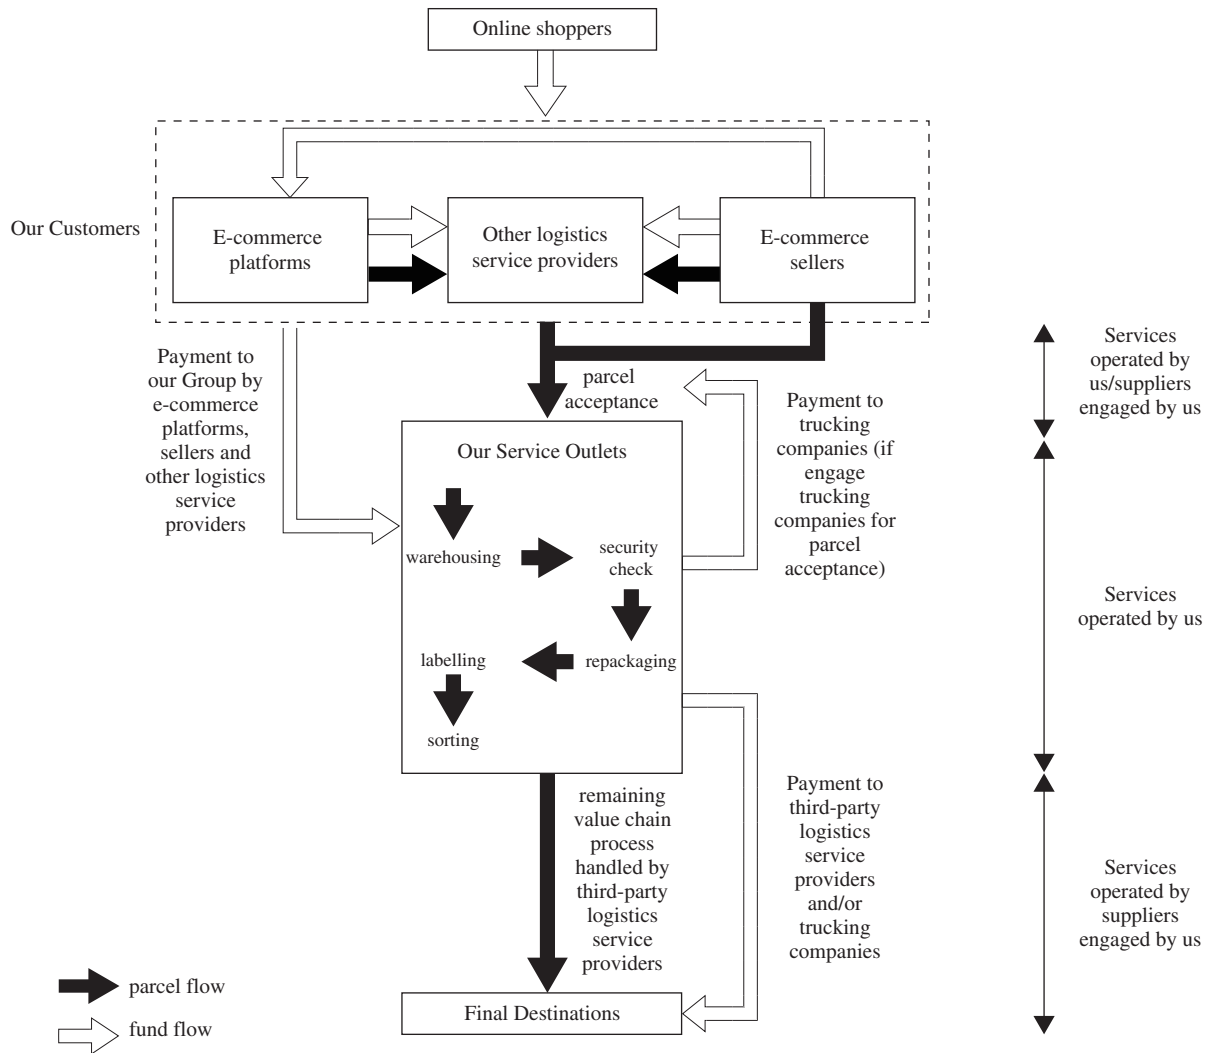 Online shoppers
Our Customers
E-commerce
platforms
Other logistics
service providers
E-commerce
sellers
Payment to
our Group by
e-commerce
platforms,
sellers and
other logistics
service
providers
parcel
acceptance
Payment to
trucking
companies (if
engage
trucking
companies for
parcel
acceptance)
Services
operated by
us/suppliers
engaged by us
Our Service Outlets
warehousing
security
check
repackaging
labelling
sorting
Services
operated by us
remaining
value chain
process
handled by
third-party
logistics
service
providers
Payment to
third-party
logistics
service
providers
and/or
trucking
companies
Services
operated by
suppliers
engaged by us
Final Destinations
parcel flow
fund flow